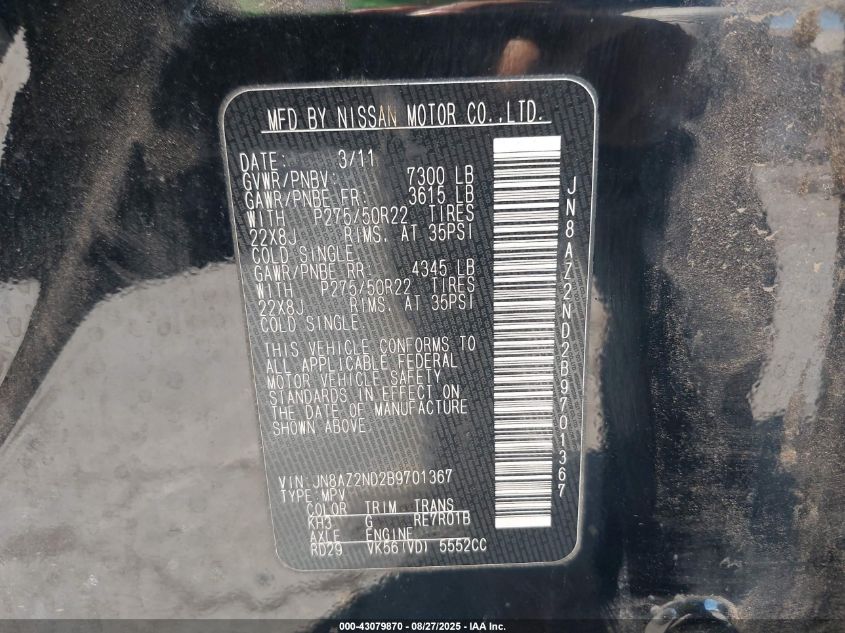 MFD BY NISSAN MOTOR CO.,LTD.
DATE: 3/11
GVWR/PNBV: 7300 LB
GAWR/PNBE FR: 3615 LB
WITH P275/50R22 TIRES
22X8J RIMS, AT 35PSI
COLD SINGLE
GAWR/PNBE RR: 4345 LB
WITH P275/50R22 TIRES
22X8J RIMS, AT 35PSI
COLD SINGLE
THIS VEHICLE CONFORMS TO
ALL APPLICABLE FEDERAL
MOTOR VEHICLE SAFETY
STANDARDS IN EFFECT ON
THE DATE OF MANUFACTURE
SHOWN ABOVE.
VIN:JN8AZ2ND2B9701367
TYPE:MPV
COLOR TRIM TRANS
KH3 G RE7R01B
AXLE ENGINE
RD29 VK56(VD) 5552CC
JN8AZ2ND2B9701367
000-43079870 - 08/27/2025 - IAA Inc.